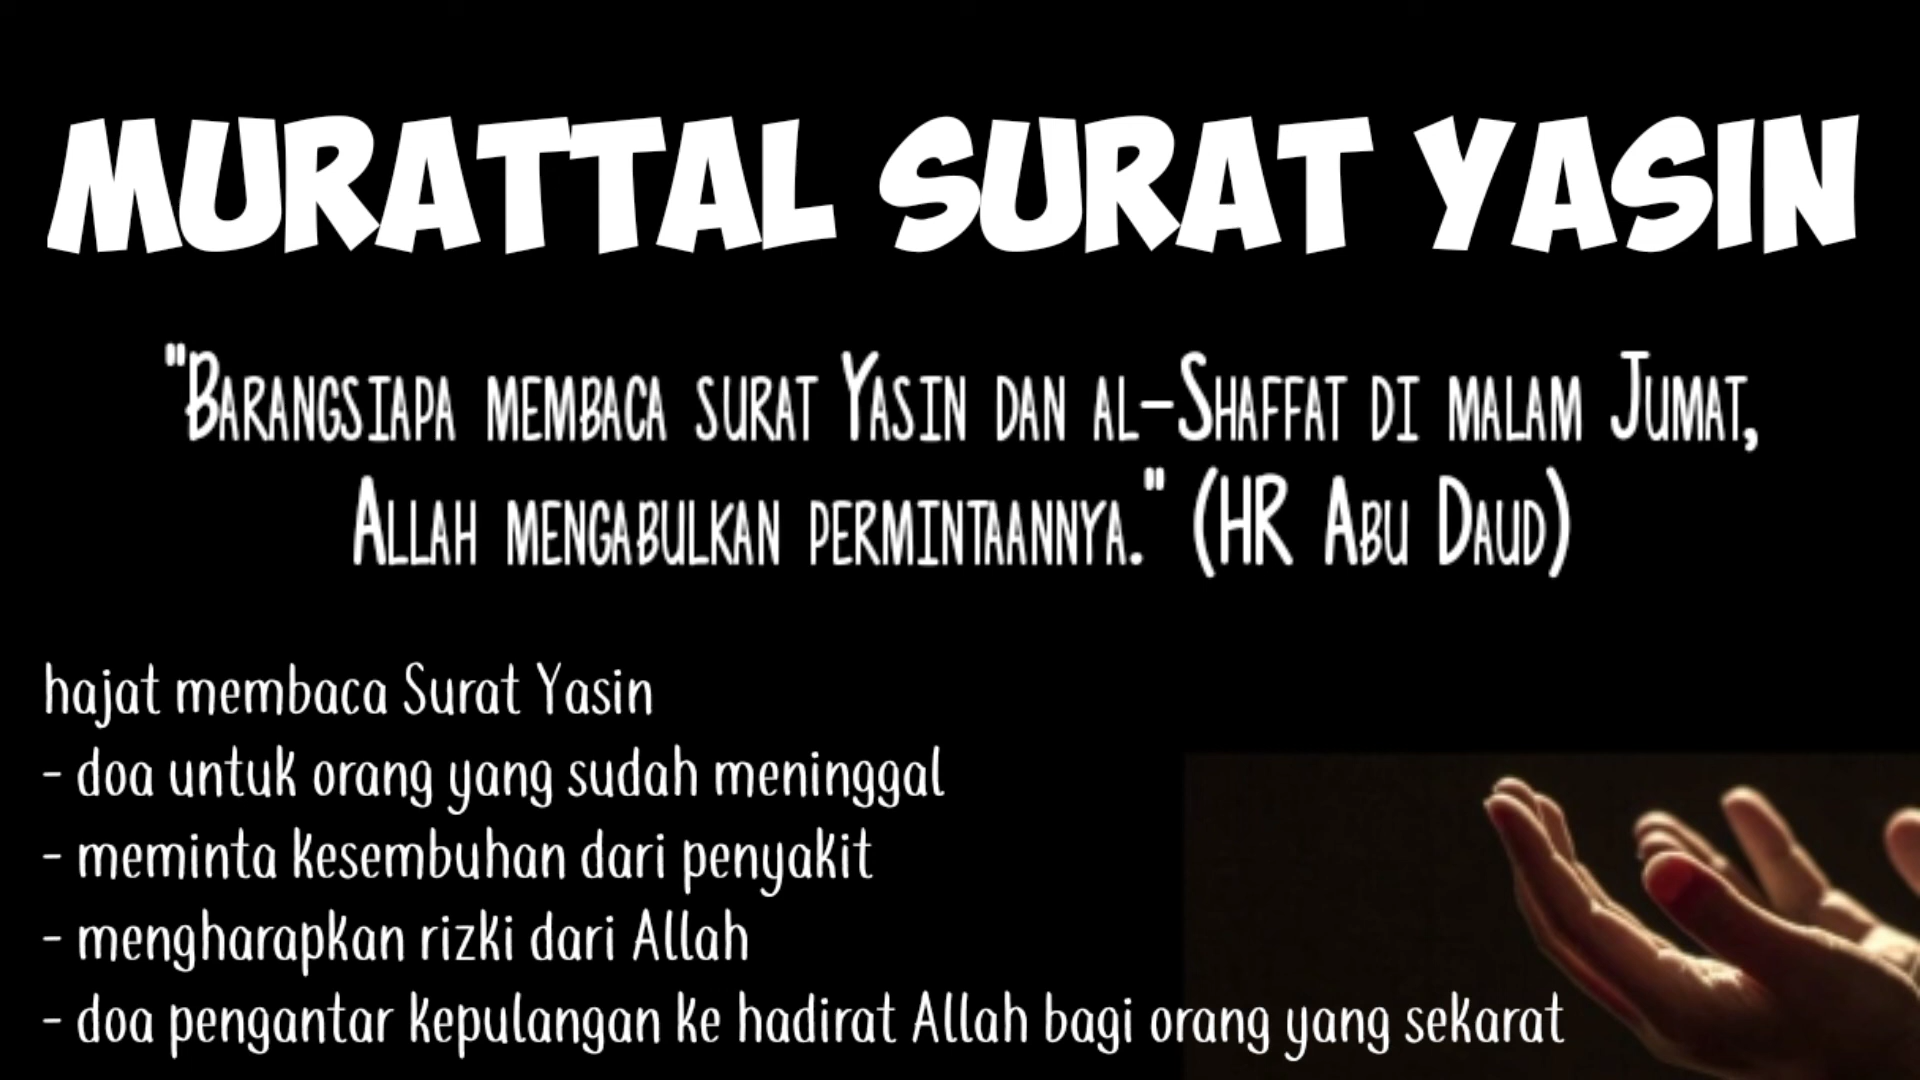 MURATTAL SURAT YASIN
"Barangsiapa membaca surat Yasin dan al-Shaffat di malam Jumat,
Allah mengabulkan permintaannya." (HR Abu Daud)
hajat membaca Surat Yasin
- doa untuk orang yang sudah meninggal
- meminta kesembuhan dari penyakit
- mengharapkan rizki dari Allah
- doa pengantar kepulangan ke hadirat Allah bagi orang yang sekarat